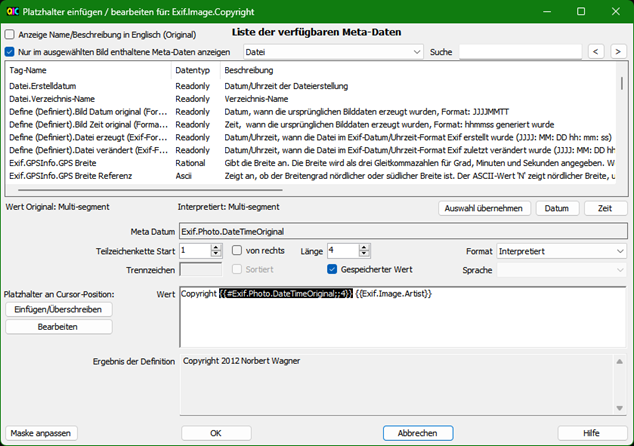 Platzhalter einfügen / bearbeiten für: Exif.Image.Copyright
Anzeige Name/Beschreibung in Englisch (Original)
Liste der verfügbaren Meta-Daten
Nur im ausgewählten Bild enthaltene Meta-Daten anzeigen
Datei
Suche
<
>
Tag-Name Datentyp Beschreibung
Datei.Erstelldatum Readonly Datum/Uhrzeit der Dateierstellung
Datei.Verzeichnis-Name Readonly Verzeichnis-Name
Define (Definiert).Bild Datum original (For... Readonly Datum, wann die ursprünglichen Bilddaten erzeugt wurden, Format: JJJJMMTT
Define (Definiert).Bild Zeit original (Forma... Readonly Zeit, wann die ursprünglichen Bilddaten erzeugt wurden, Format: hhmmss generiert wurde
Define (Definiert).Datei erzeugt (Exif-For... Readonly Datum/Uhrzeit, wann die Datei im Exif-Datum/Uhrzeit-Format Exif erstellt wurde (JJJJ: MM: DD hh: mm: ss)
Define (Definiert).Datei verändert (Exif-F... Readonly Datum/Uhrzeit, wann die Datei im Exif-Datum/Uhrzeit-Format Exif zuletzt verändert wurde (JJJJ: MM: DD hh:
Exif.GPSInfo.GPS Breite Rational Gibt die Breite an. Die Breite wird als drei Gleitkommazahlen für Grad, Minuten und Sekunden angegeben. W
Exif.GPSInfo.GPS Breite Referenz Ascii Zeigt an, ob der Breitengrad nördlicher oder südlicher Breite ist. Der ASCII-Wert 'N' zeigt nördlicher Breite, u
Wert Original: Multi-segment
Interpretiert: Multi-segment
Auswahl übernehmen
Datum
Zeit
Meta Datum Exif.Photo.DateTimeOriginal
Teilzeichenkette Start 1
von rechts
Länge 4
Format Interpretiert
Trennzeichen
Sortiert
Gespeicherter Wert
Sprache
Platzhalter an Cursor-Position:
Wert Copyright {{#Exif.Photo.DateTimeOriginal;;4}} {{Exif.Image.Artist}}
Einfügen/Überschreiben
Bearbeiten
Ergebnis der Definition Copyright 2012 Norbert Wagner
Maske anpassen
OK
Abbrechen
Hilfe